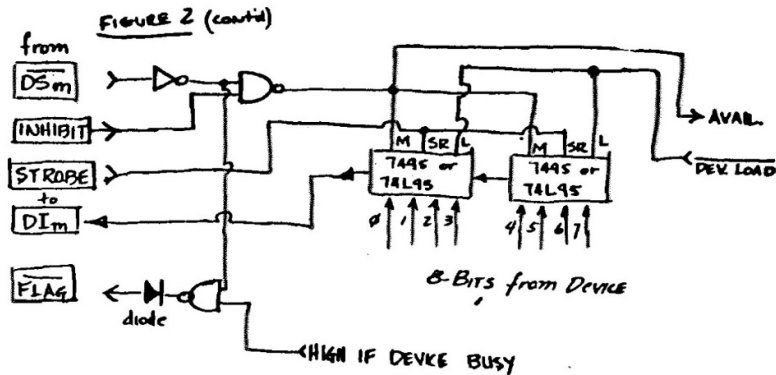 FIGURE 2 (cont'd)
from
DSm
INHIBIT
STROBE
to
DIm
FLAG
diode
M SR L
7495 or
74L95
M SR L
7495 or
74L95
0 1 2 3
4 5 6 7
AVAIL.
DEV. LOAD
8-BITS from DEVICE
HIGH IF DEVICE BUSY